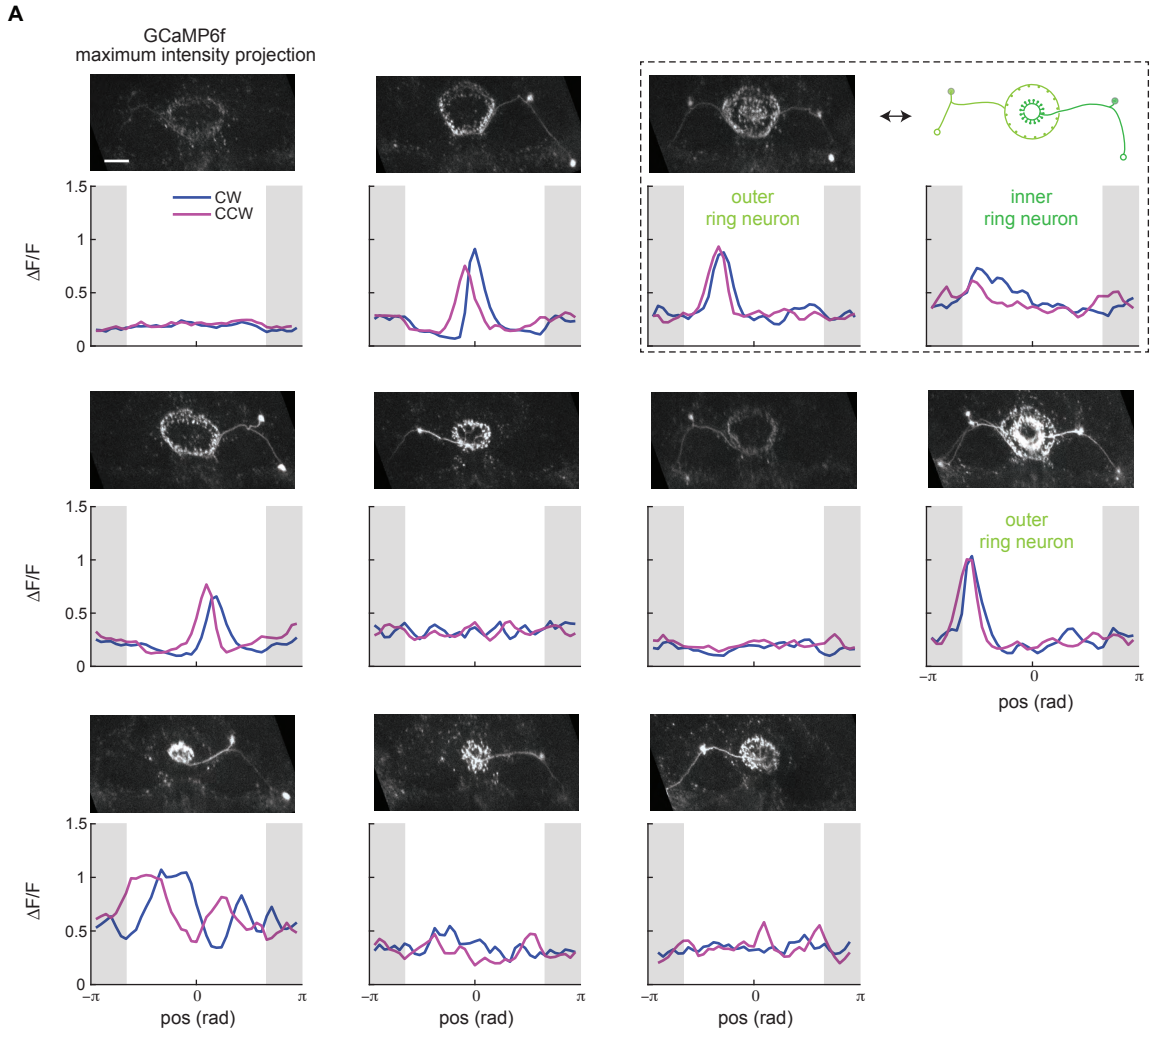 A
GCaMP6f
maximum intensity projection
1.5
1
0.5
0
ΔF/F
CW
CCW
outer
ring neuron
inner
ring neuron
1.5
1
0.5
0
ΔF/F
outer
ring neuron
−π
0
π
pos (rad)
1.5
1
0.5
0
ΔF/F
−π
0
π
pos (rad)
−π
0
π
pos (rad)
−π
0
π
pos (rad)